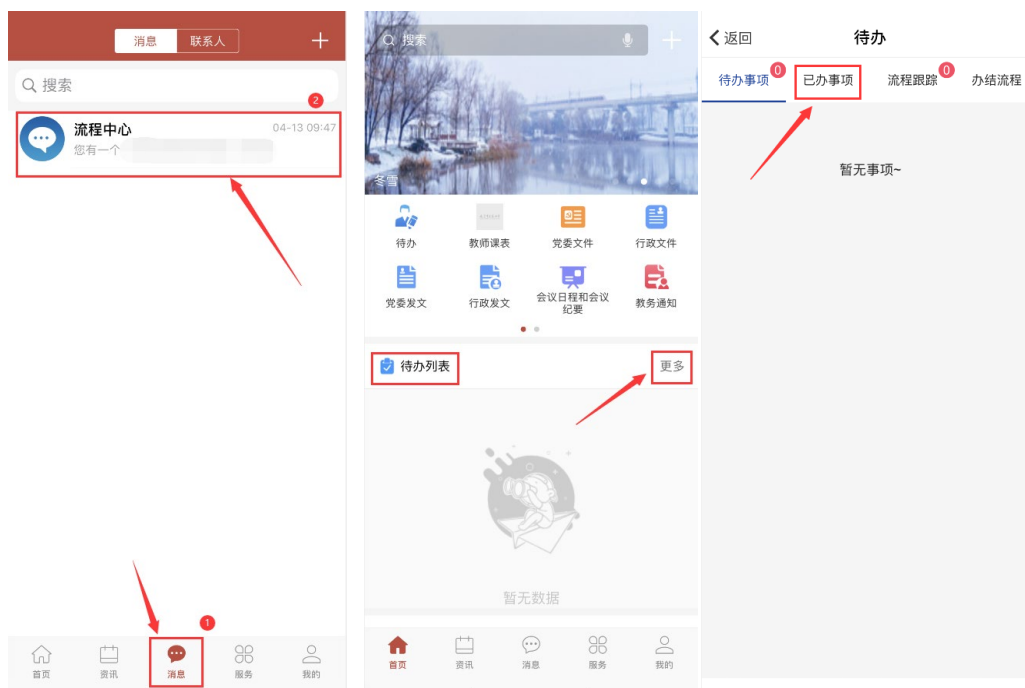 消息 联系人
搜索
2
流程中心 04-13 09:47
您有一个
1
首页 资讯 消息 服务 我的
搜索
冬雪
待办 教师课表 党委文件 行政文件
党委发文 行政发文 会议日程和会议 教务通知
纪要
待办列表 更多
暂无数据
首页 资讯 消息 服务 我的
返回 待办
待办事项 0 已办事项 流程跟踪 0 办结流程
暂无事项~